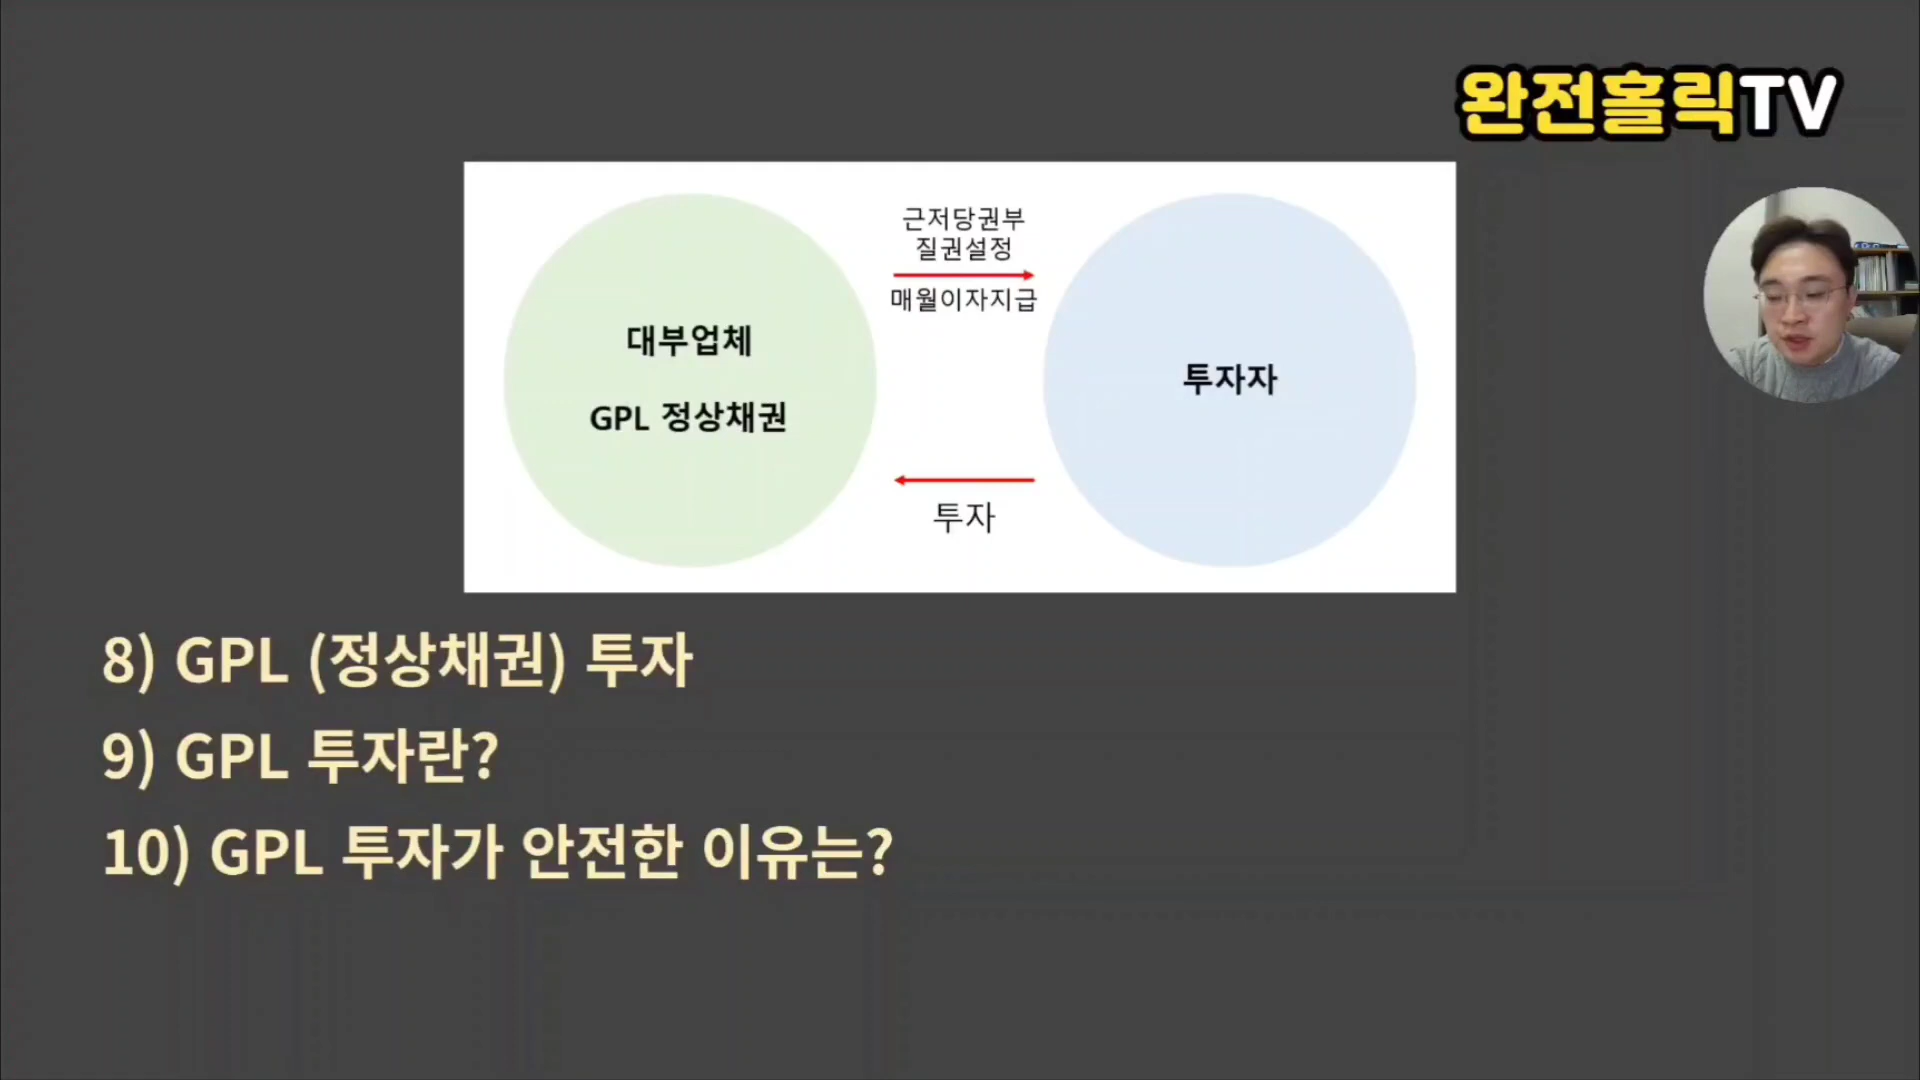 완전홀릭TV
근저당권부
질권설정
매월이자지급
대부업체
GPL 정상채권
투자자
투자
8) GPL (정상채권) 투자
9) GPL 투자란?
10) GPL 투자가 안전한 이유는?